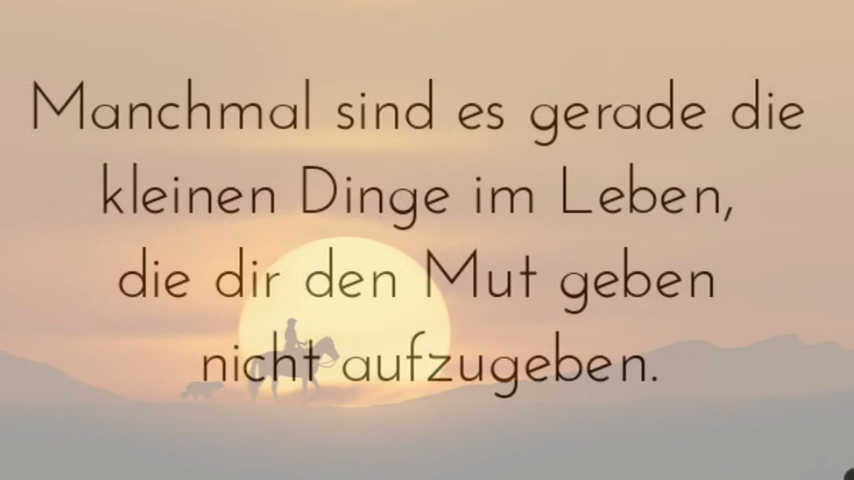 Manchmal sind es gerade die
kleinen Dinge im Leben,
die dir den Mut geben
nicht aufzugeben.